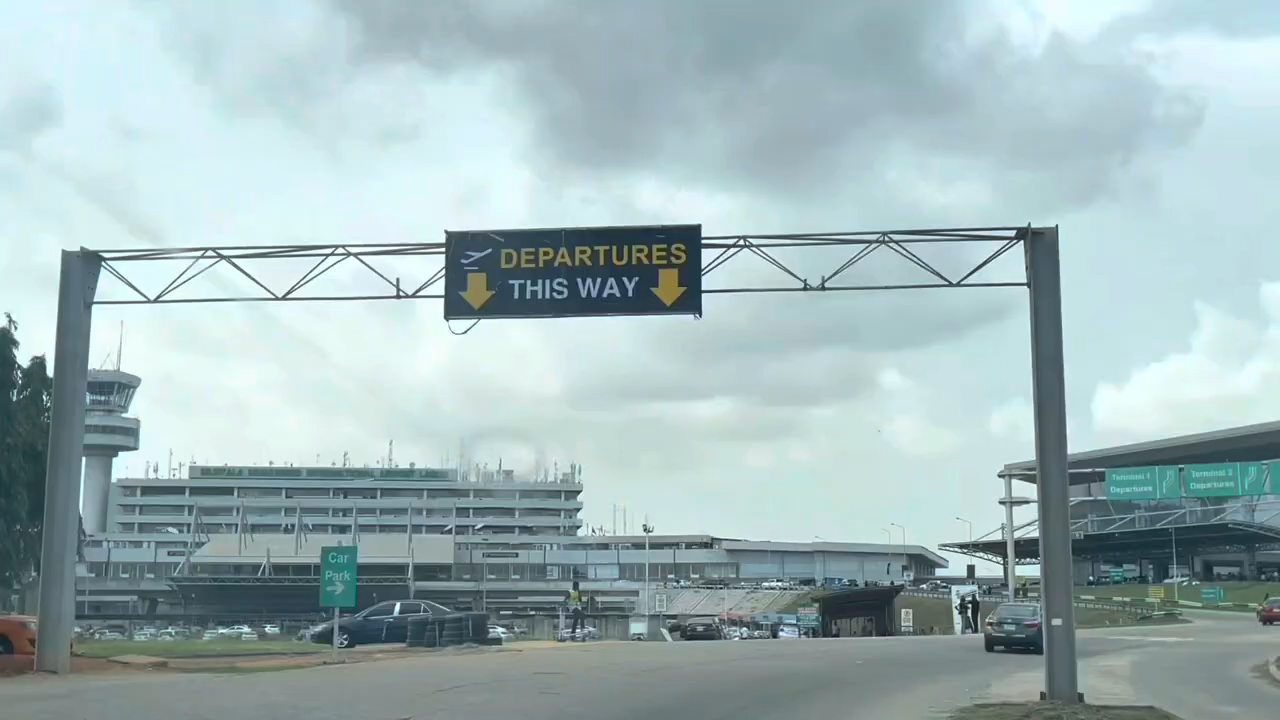 DEPARTURES
THIS WAY
Terminal 1
Departures
Terminal 2
Departures
Car
Park